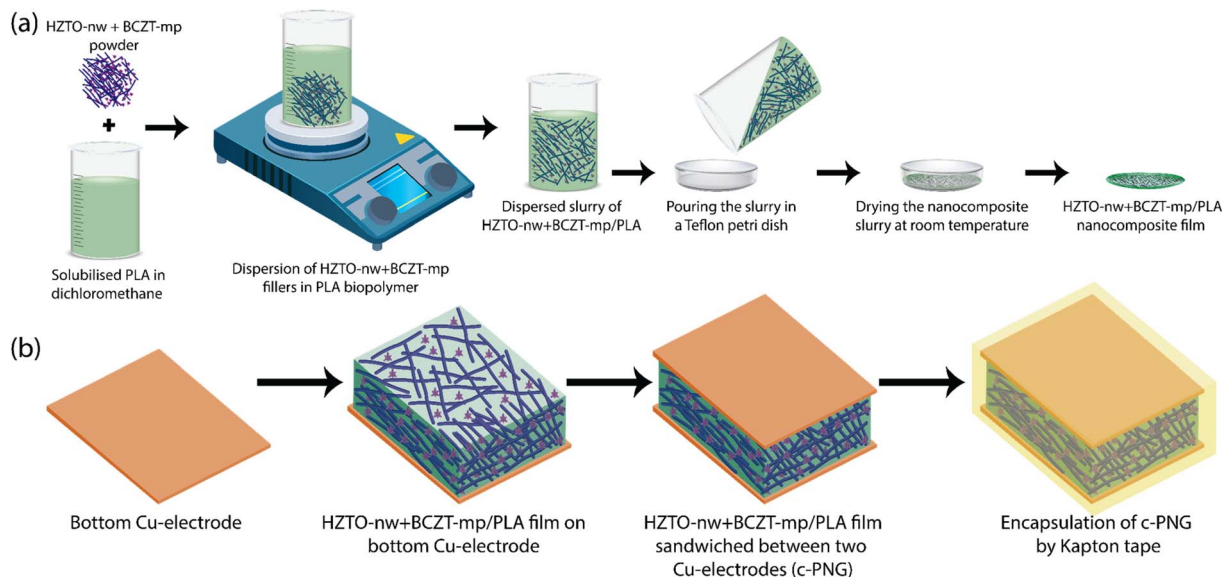 (a)
HZTO-nw + BCZT-mp
powder
+
Solubilised PLA in
dichloromethane
Dispersion of HZTO-nw+BCZT-mp
fillers in PLA biopolymer
Dispersed slurry of
HZTO-nw+BCZT-mp/PLA
Pouring the slurry in
a Teflon petri dish
Drying the nanocomposite
slurry at room temperature
HZTO-nw+BCZT-mp/PLA
nanocomposite film
(b)
Bottom Cu-electrode
HZTO-nw+BCZT-mp/PLA film on
bottom Cu-electrode
HZTO-nw+BCZT-mp/PLA film
sandwiched between two
Cu-electrodes (c-PNG)
Encapsulation of c-PNG
by Kapton tape